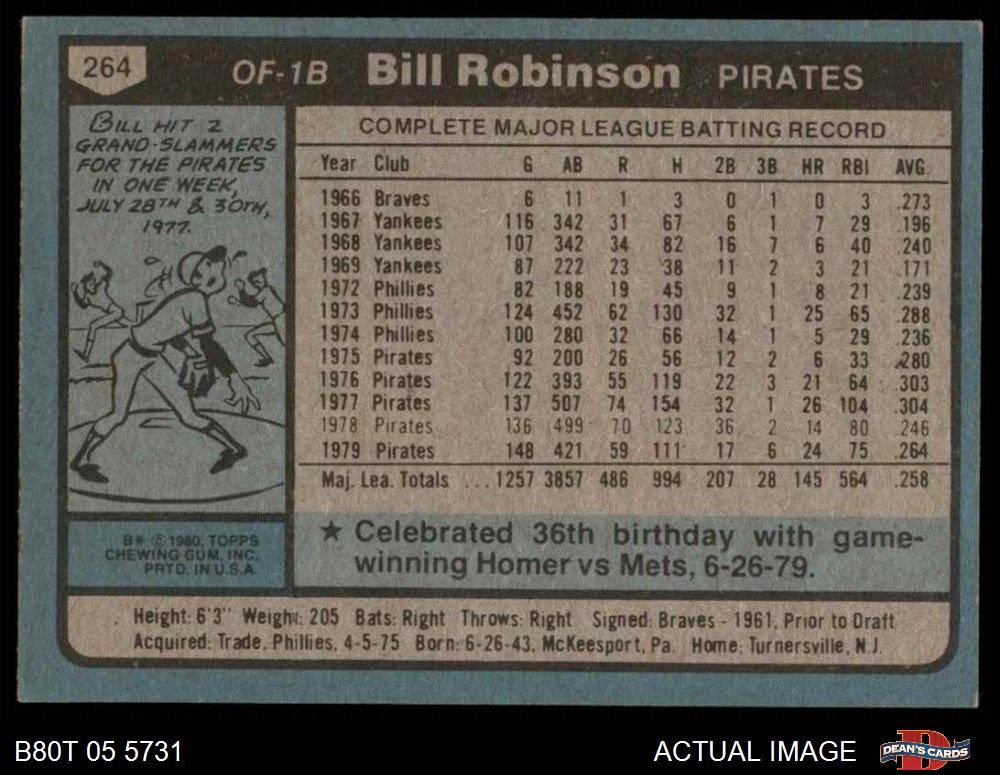 264 OF-1B Bill Robinson PIRATES
BILL HIT 2
GRAND-SLAMMERS
FOR THE PIRATES
IN ONE WEEK,
JULY 28TH & 30TH,
1977.
COMPLETE MAJOR LEAGUE BATTING RECORD
Year Club G AB R H 2B 3B HR RBI AVG.
1966 Braves 6 11 1 3 0 1 0 3 .273
1967 Yankees 116 342 31 67 6 1 7 29 .196
1968 Yankees 107 342 34 82 16 7 6 40 .240
1969 Yankees 87 222 23 38 11 2 3 21 .171
1972 Phillies 82 188 19 45 9 1 8 21 .239
1973 Phillies 124 452 62 130 32 1 25 65 .288
1974 Phillies 100 280 32 66 14 1 5 29 .236
1975 Pirates 92 200 26 56 12 2 6 33 .280
1976 Pirates 122 393 55 119 22 3 21 64 .303
1977 Pirates 137 507 74 154 32 1 26 104 .304
1978 Pirates 136 499 70 123 36 2 14 80 .246
1979 Pirates 148 421 59 111 17 6 24 75 .264
Maj. Lea. Totals ...1257 3857 486 994 207 28 145 564 .258
★ Celebrated 36th birthday with game-
winning Homer vs Mets, 6-26-79.
B* © 1980, TOPPS
CHEWING GUM, INC.
PRTD. IN U.S.A.
Height: 6'3" Weight: 205 Bats: Right Throws: Right Signed: Braves - 1961, Prior to Draft
Acquired: Trade, Phillies, 4-5-75 Born: 6-26-43, McKeesport, Pa. Home: Turnersville, N.J.
B80T 05 5731
ACTUAL IMAGE
DEAN'S CARDS